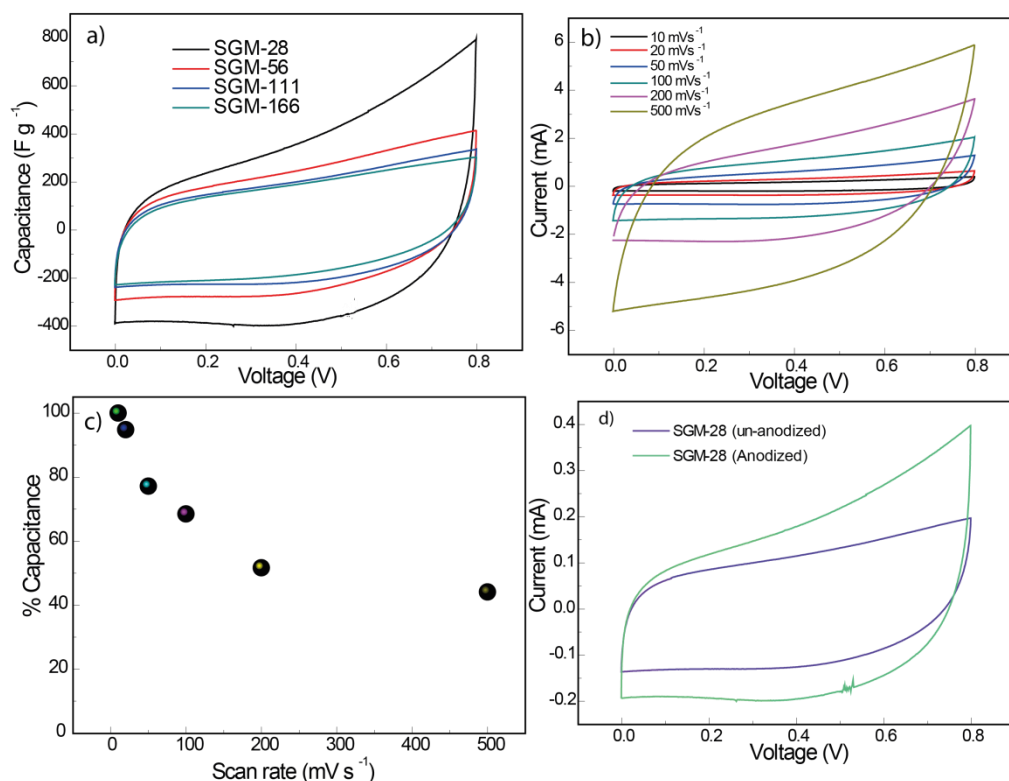 a)
SGM-28
SGM-56
SGM-111
SGM-166
Capacitance (F g⁻¹)
800
600
400
200
0
-200
-400
0.0 0.2 0.4 0.6 0.8
Voltage (V)
b)
10 mVs⁻¹
20 mVs⁻¹
50 mVs⁻¹
100 mVs⁻¹
200 mVs⁻¹
500 mVs⁻¹
Current (mA)
6
4
2
0
-2
-4
-6
0.0 0.2 0.4 0.6 0.8
Voltage (V)
c)
% Capacitance
100
80
60
40
20
0
0 100 200 300 400 500
Scan rate (mV s⁻¹)
d)
SGM-28 (un-anodized)
SGM-28 (Anodized)
Current (mA)
0.4
0.3
0.2
0.0
-0.1
-0.2
0.0 0.2 0.4 0.6 0.8
Voltage (V)